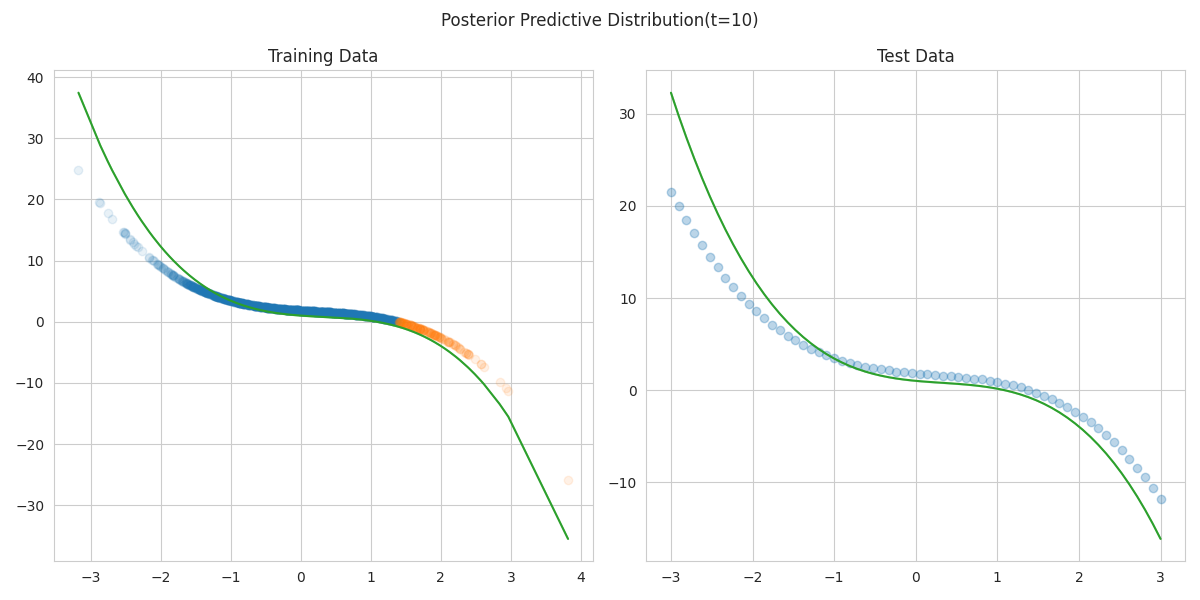 Posterior Predictive Distribution(t=10)
Training Data
Test Data
40
30
20
10
0
−10
−20
−30
−3 −2 −1 0 1 2 3 4
30
20
10
0
−10
−3 −2 −1 0 1 2 3